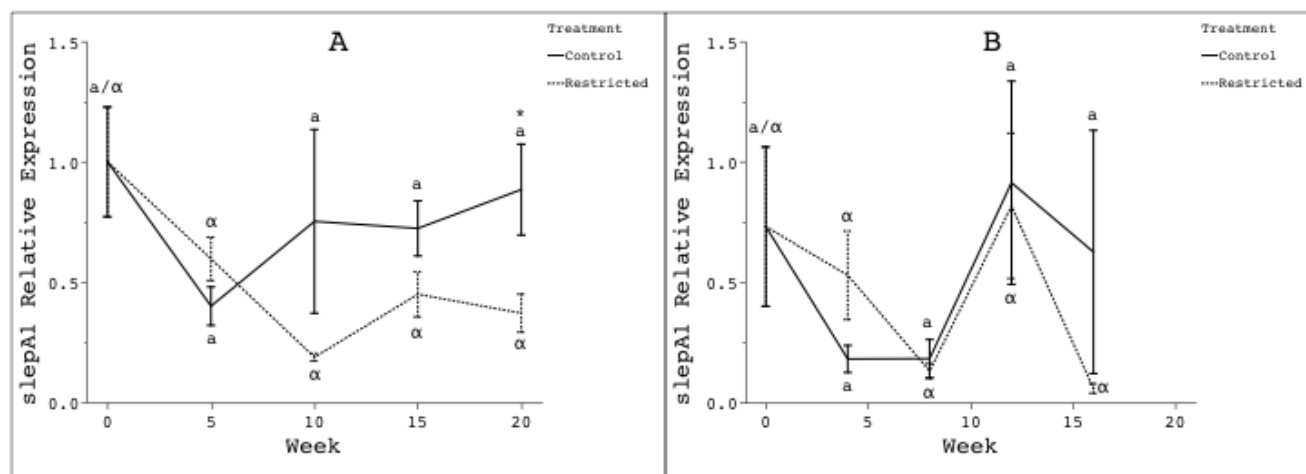 A
Treatment
Control
Restricted
slepA1 Relative Expression
1.5
1.0
0.5
0.0
a/α
α
a
a
α
a
α
*
a
α
0
5
10
15
20
Week
B
Treatment
Control
Restricted
slepA1 Relative Expression
1.5
1.0
0.5
0.0
a/α
α
a
a
α
a
α
a
α
0
5
10
15
20
Week